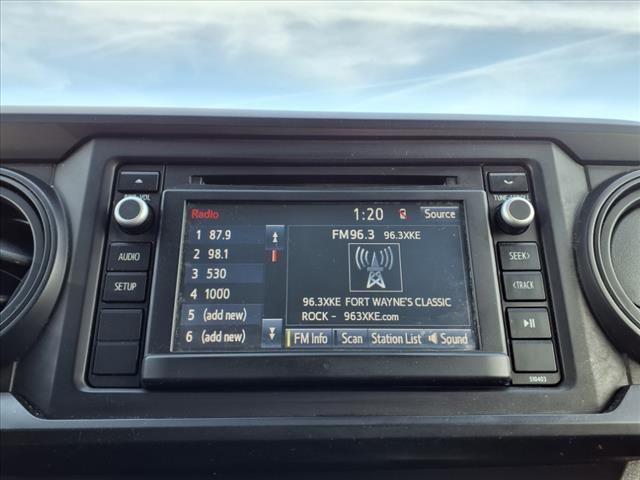 PWR·VOL
TUNE·SCROLL
Radio 1:20 Source
1 87.9
2 98.1
3 530
4 1000
5 (add new)
6 (add new)
FM96.3 96.3XKE
96.3XKE FORT WAYNE'S CLASSIC
ROCK - 963XKE.com
FM Info Scan Station List Sound
AUDIO
SETUP
SEEK>
<TRACK
510403